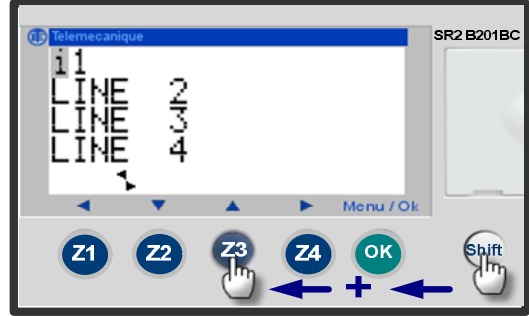 Telemecanique
SR2 B201BC
i1
LINE 2
LINE 3
LINE 4
Menu / Ok
Z1 Z2 Z3 Z4 OK Shift
+